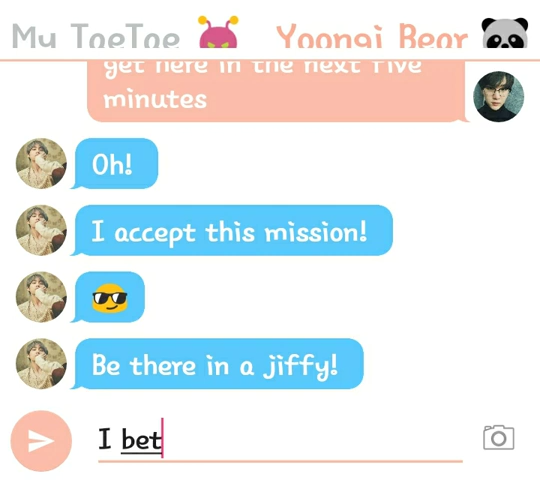 My ToeToe Yoongi Bear
get here in the next five
minutes
Oh!
I accept this mission!
Be there in a jiffy!
I bet